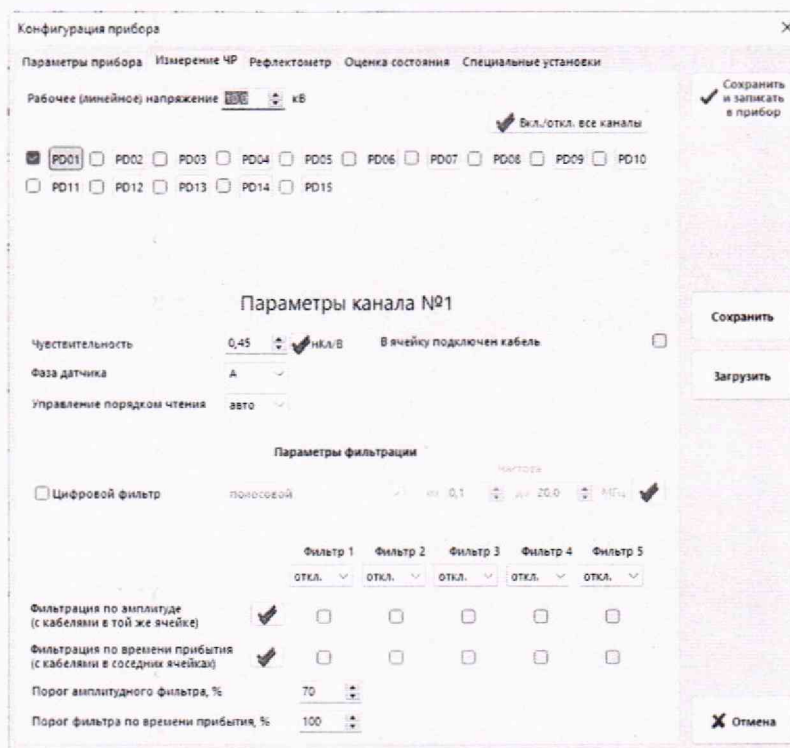 Конфигурация прибора
Параметры прибора Измерение ЧР Рефлектометр Оценка состояния Специальные установки
Рабочее (линейное) напряжение кВ
Сохранить и записать в прибор
Вкл./откл. все каналы
PD01 PD02 PD03 PD04 PD05 PD06 PD07 PD08 PD09 PD10
PD11 PD12 PD13 PD14 PD15
Параметры канала №1
Сохранить
Чувствительность 0,45 нКл/В В ячейку подключен кабель
Фаза датчика А
Загрузить
Управление порядком чтения авто
Параметры фильтрации
Цифровой фильтр полосовой 0,1 до 20,0 МГц
Фильтр 1 Фильтр 2 Фильтр 3 Фильтр 4 Фильтр 5
откл. откл. откл. откл. откл.
Фильтрация по амплитуде
(с кабелями в той же ячейке)
Фильтрация по времени прибытия
(с кабелями в соседних ячейках)
Порог амплитудного фильтра, % 70
Порог фильтра по времени прибытия, % 100
Отмена